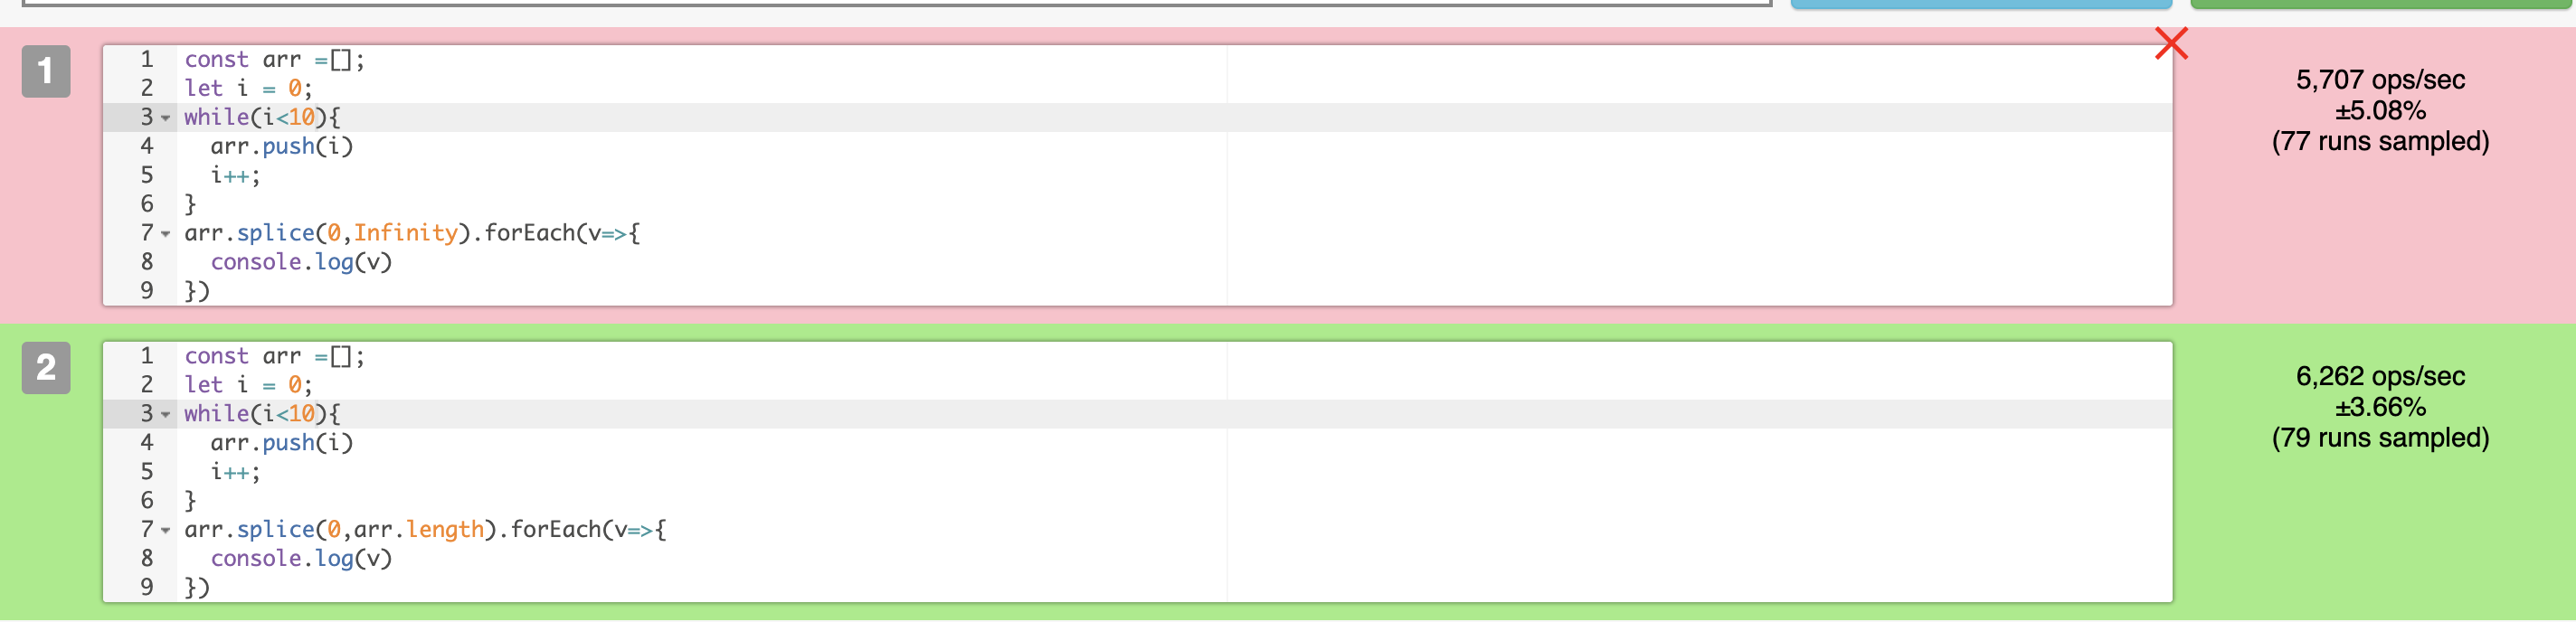 1
1 const arr =[];
2 let i = 0;
3 while(i<10){
4 arr.push(i)
5 i++;
6 }
7 arr.splice(0,Infinity).forEach(v=>{
8 console.log(v)
9 })
5,707 ops/sec
±5.08%
(77 runs sampled)
2
1 const arr =[];
2 let i = 0;
3 while(i<10){
4 arr.push(i)
5 i++;
6 }
7 arr.splice(0,arr.length).forEach(v=>{
8 console.log(v)
9 })
6,262 ops/sec
±3.66%
(79 runs sampled)